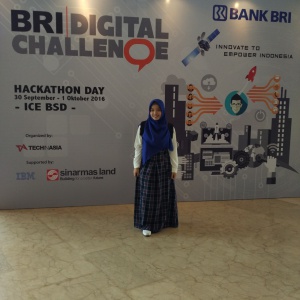 BRI DIGITAL
CHALLENGE
BANK BRI
INNOVATE TO
EMPOWER INDONESIA
HACKATHON DAY
30 September - 1 Oktober 2016
- ICE BSD -
Organized by:
TECHINASIA
Supported by:
IBM
sinarmas land